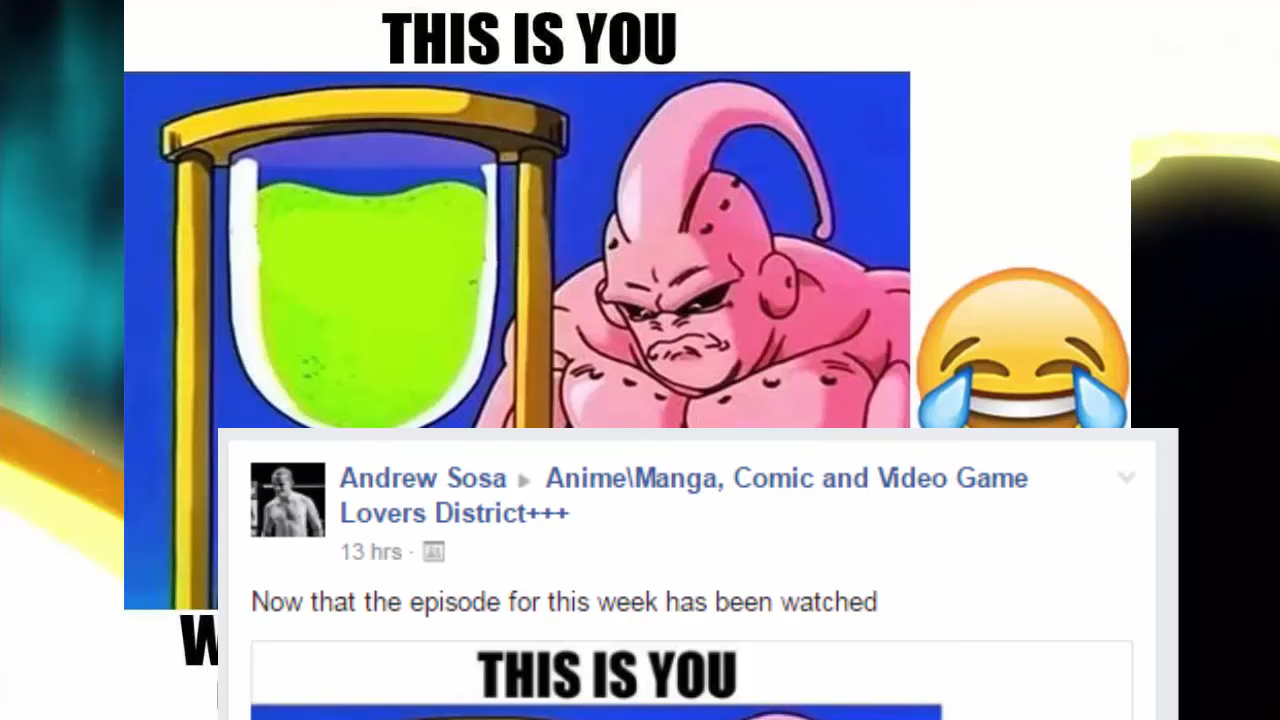 THIS IS YOU
W
Andrew Sosa ▸ Anime\Manga, Comic and Video Game
Lovers District+++
13 hrs ·
Now that the episode for this week has been watched
THIS IS YOU